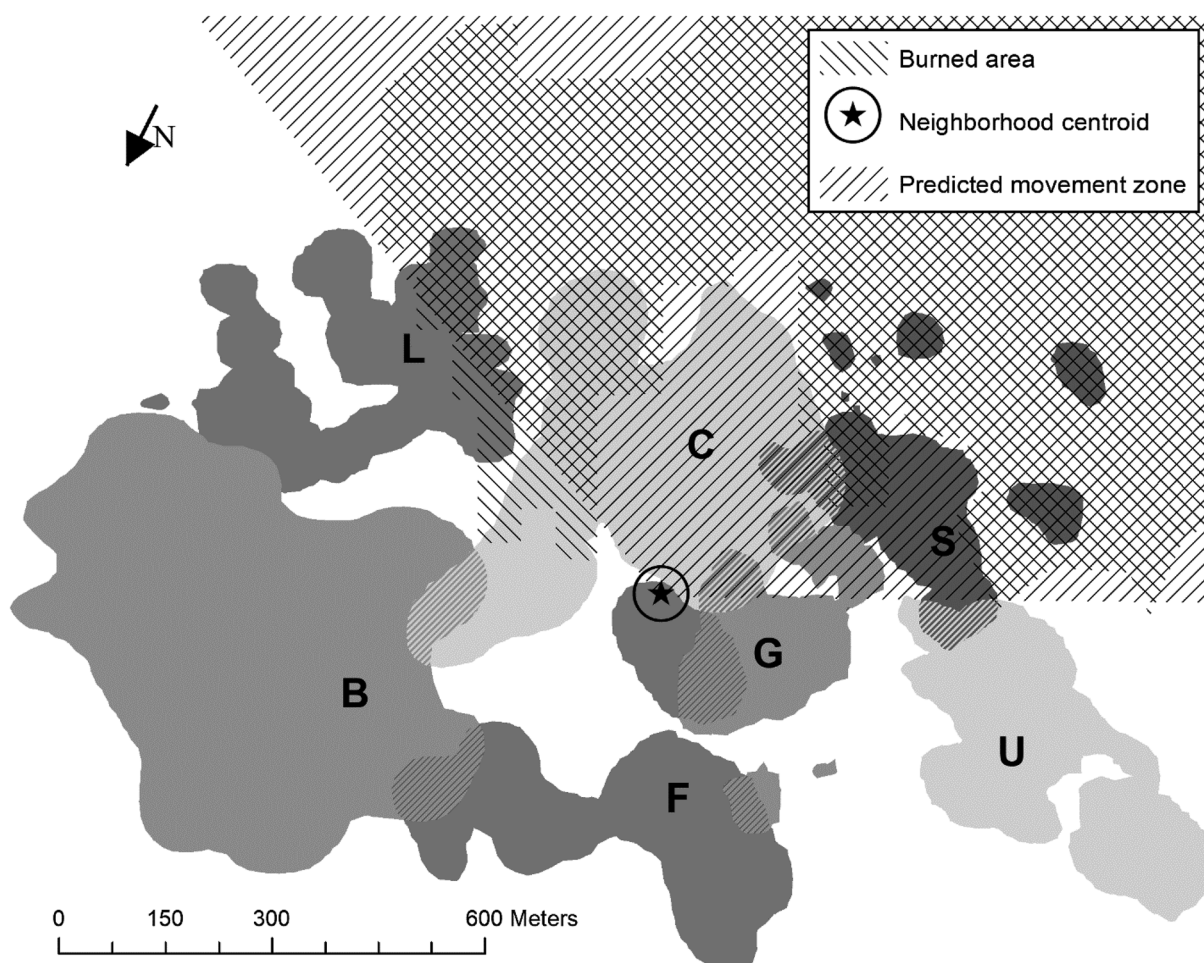 Burned area
Neighborhood centroid
Predicted movement zone
N
L
C
S
B
G
F
U
0 150 300 600 Meters